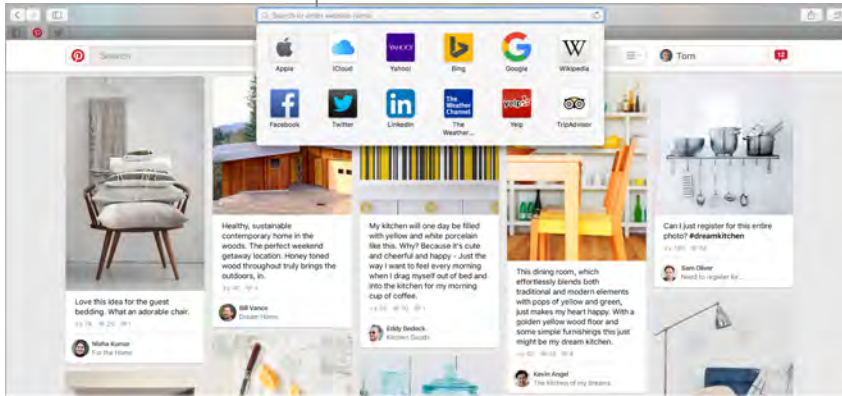 Search or enter website name
Search
Tom
12
Apple
iCloud
Yahoo!
Bing
Google
Wikipedia
YAHOO!
W
Facebook
Twitter
LinkedIn
The
Weather...
Yelp
TripAdvisor
The
Weather
Channel
yelp
in
Love this idea for the guest
bedding. What an adorable chair.
Misha Kumar
For the Home
Healthy, sustainable
contemporary home in the
woods. The perfect weekend
getaway location. Honey toned
wood throughout truly brings the
outdoors, in.
Bill Vance
Dream Home
My kitchen will one day be filled
with yellow and white porcelain
like this. Why? Because it's cute
and cheerful and happy - Just the
way I want to feel every morning
when I drag myself out of bed and
into the kitchen for my morning
cup of coffee.
Eddy Bedock
Kitchen Goods
This dining room, which
effortlessly blends both
traditional and modern elements
with pops of yellow and green,
just makes my heart happy. With a
golden yellow wood floor and
some simple furnishings this just
might be my dream kitchen.
Kevin Angel
The kitchen of my dreams
Can I just register for this entire
photo? #dreamkitchen
Sam Oliver
Need to register for...